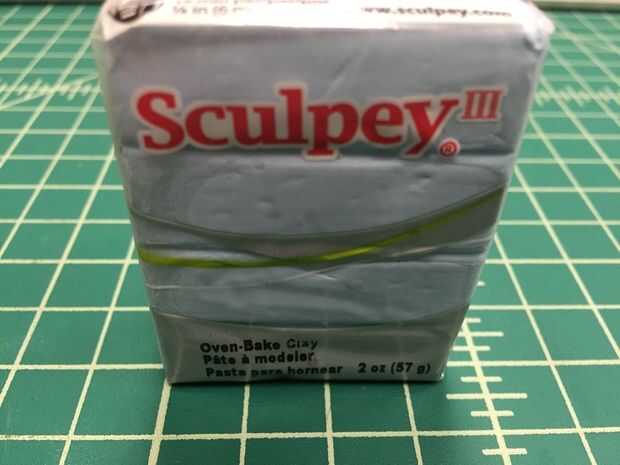 www.sculpey.com
Sculpey III ®
Oven-Bake Clay
Pâte à modeler
Pasta para hornear 2 oz (57 g)